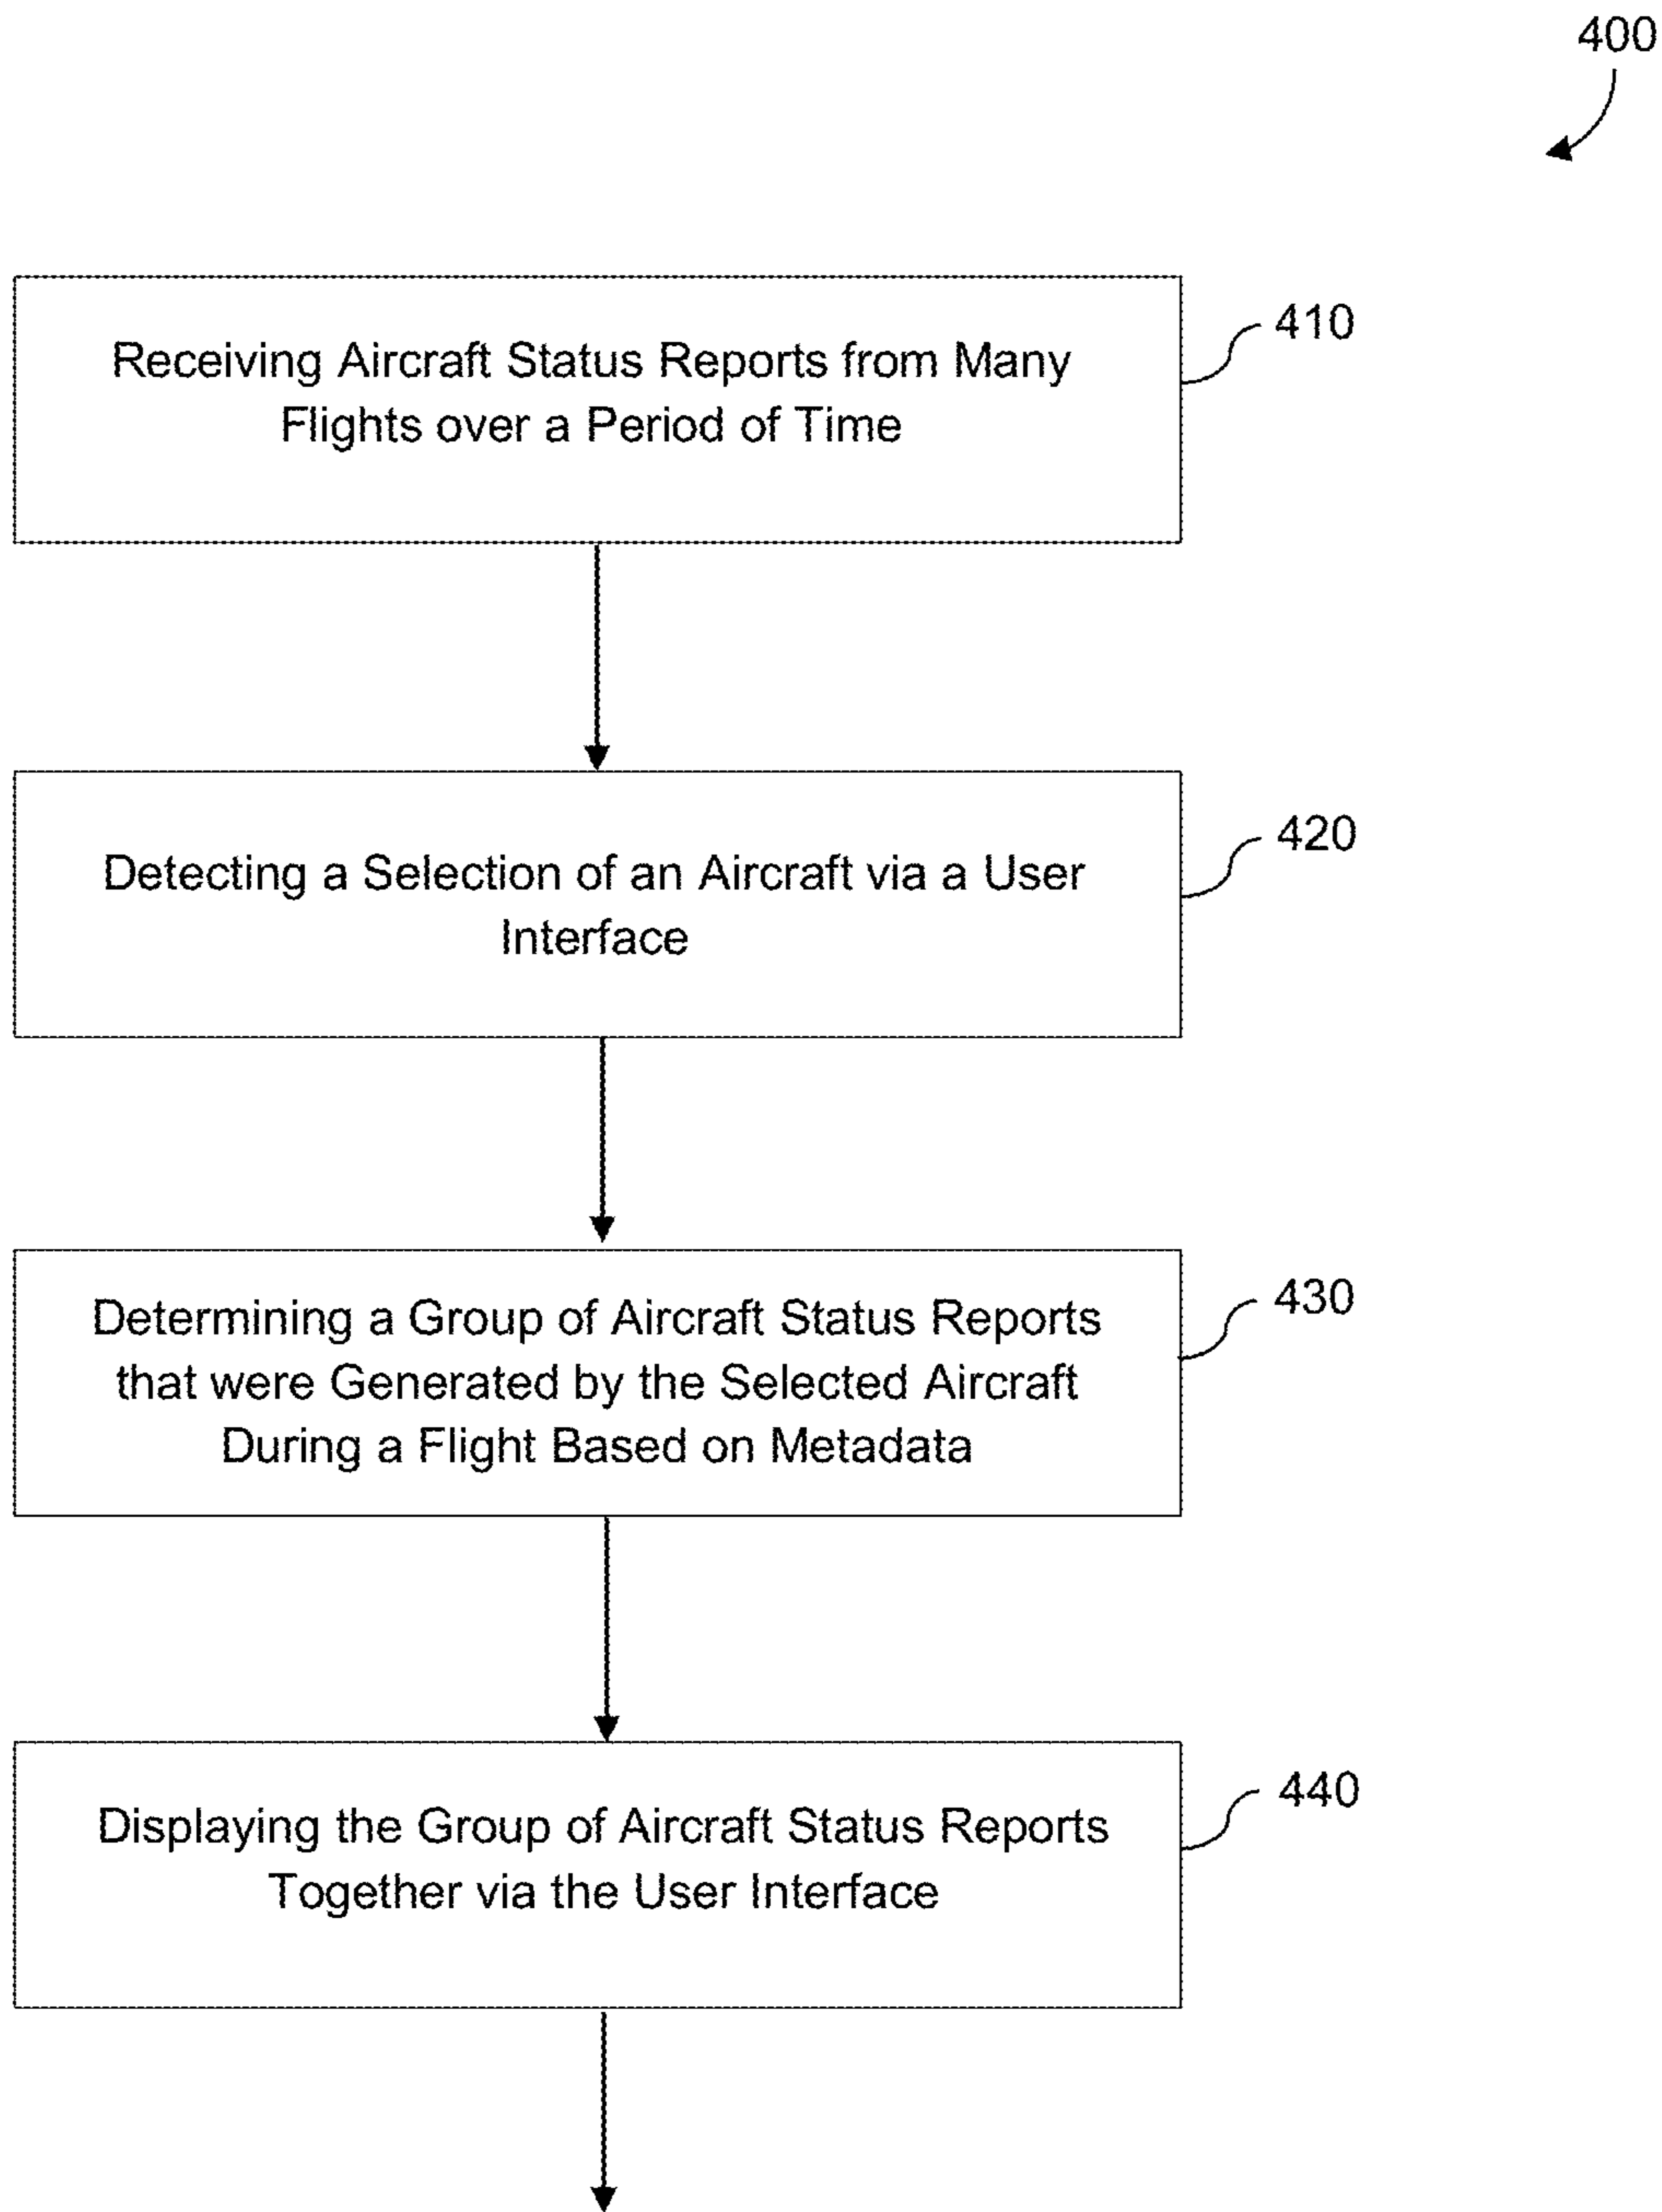 400
Receiving Aircraft Status Reports from Many
Flights over a Period of Time
410
Detecting a Selection of an Aircraft via a User
Interface
420
Determining a Group of Aircraft Status Reports
that were Generated by the Selected Aircraft
During a Flight Based on Metadata
430
Displaying the Group of Aircraft Status Reports
Together via the User Interface
440